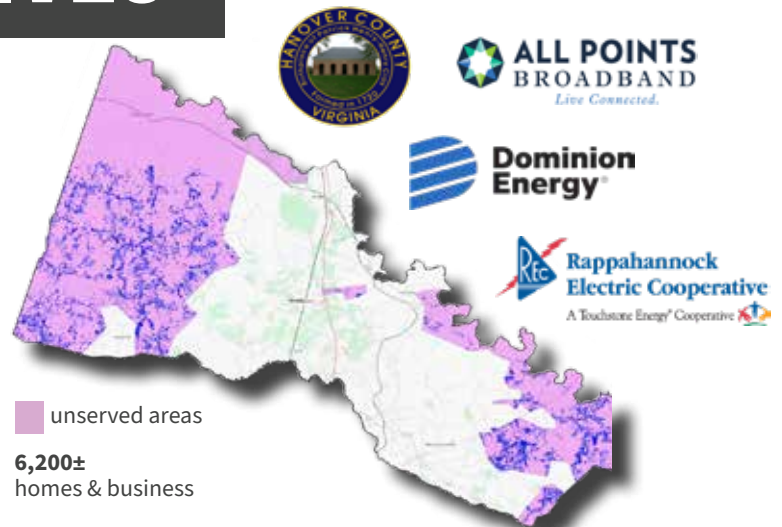 HANOVER COUNTY
VIRGINIA
ALL POINTS
BROADBAND
Live Connected.
Dominion
Energy®
REC
Rappahannock
Electric Cooperative
A Touchstone Energy® Cooperative
unserved areas
6,200±
homes & business